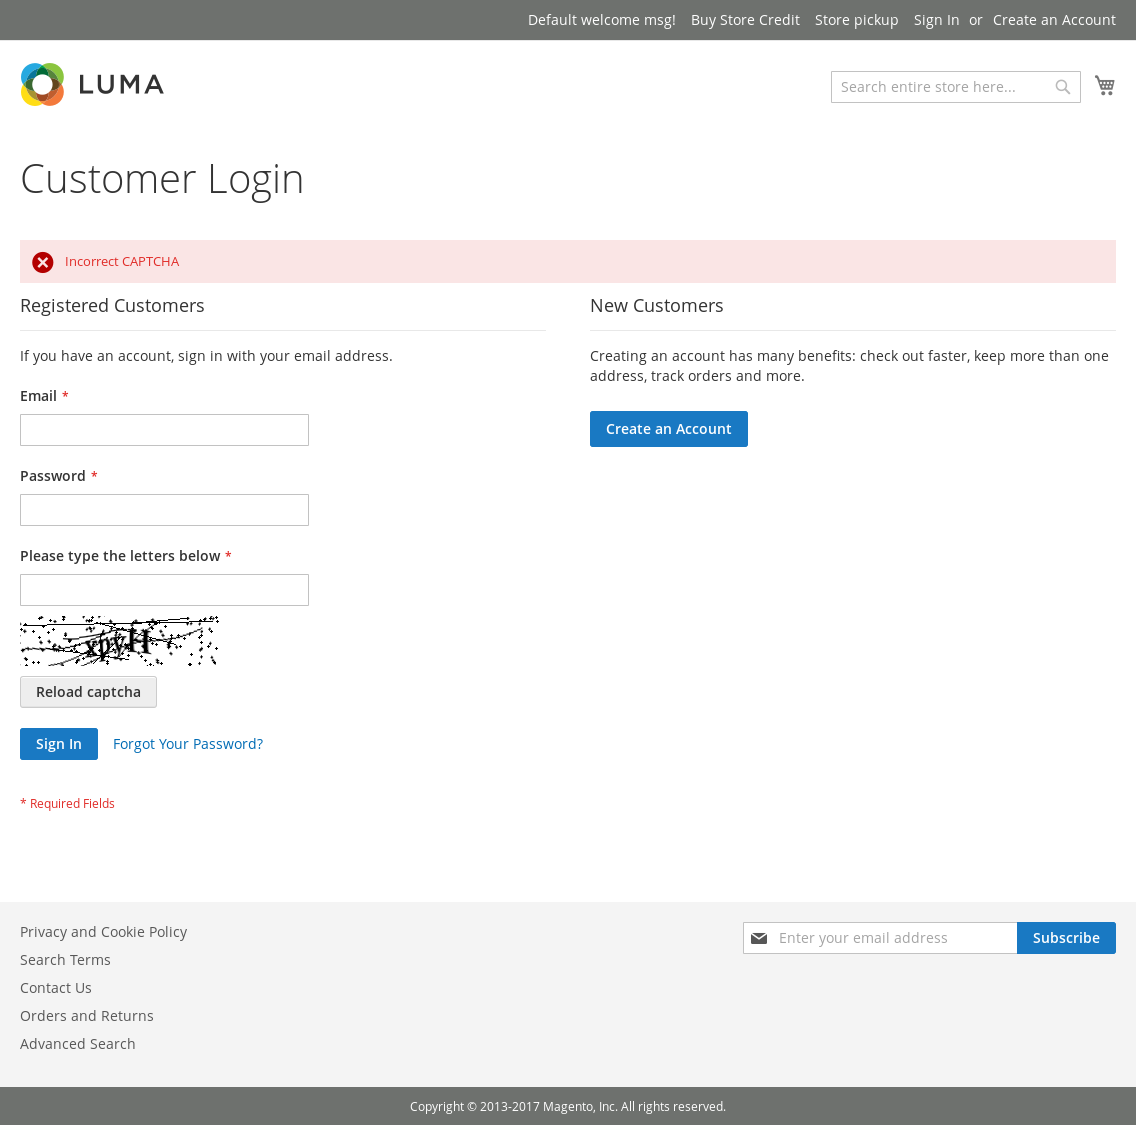 Default welcome msg! Buy Store Credit Store pickup Sign In or Create an Account
LUMA
Search entire store here...
Customer Login
Incorrect CAPTCHA
Registered Customers
If you have an account, sign in with your email address.
Email *
Password *
Please type the letters below *
Reload captcha
Sign In Forgot Your Password?
* Required Fields
New Customers
Creating an account has many benefits: check out faster, keep more than one
address, track orders and more.
Create an Account
Privacy and Cookie Policy
Search Terms
Contact Us
Orders and Returns
Advanced Search
Enter your email address Subscribe
Copyright © 2013-2017 Magento, Inc. All rights reserved.